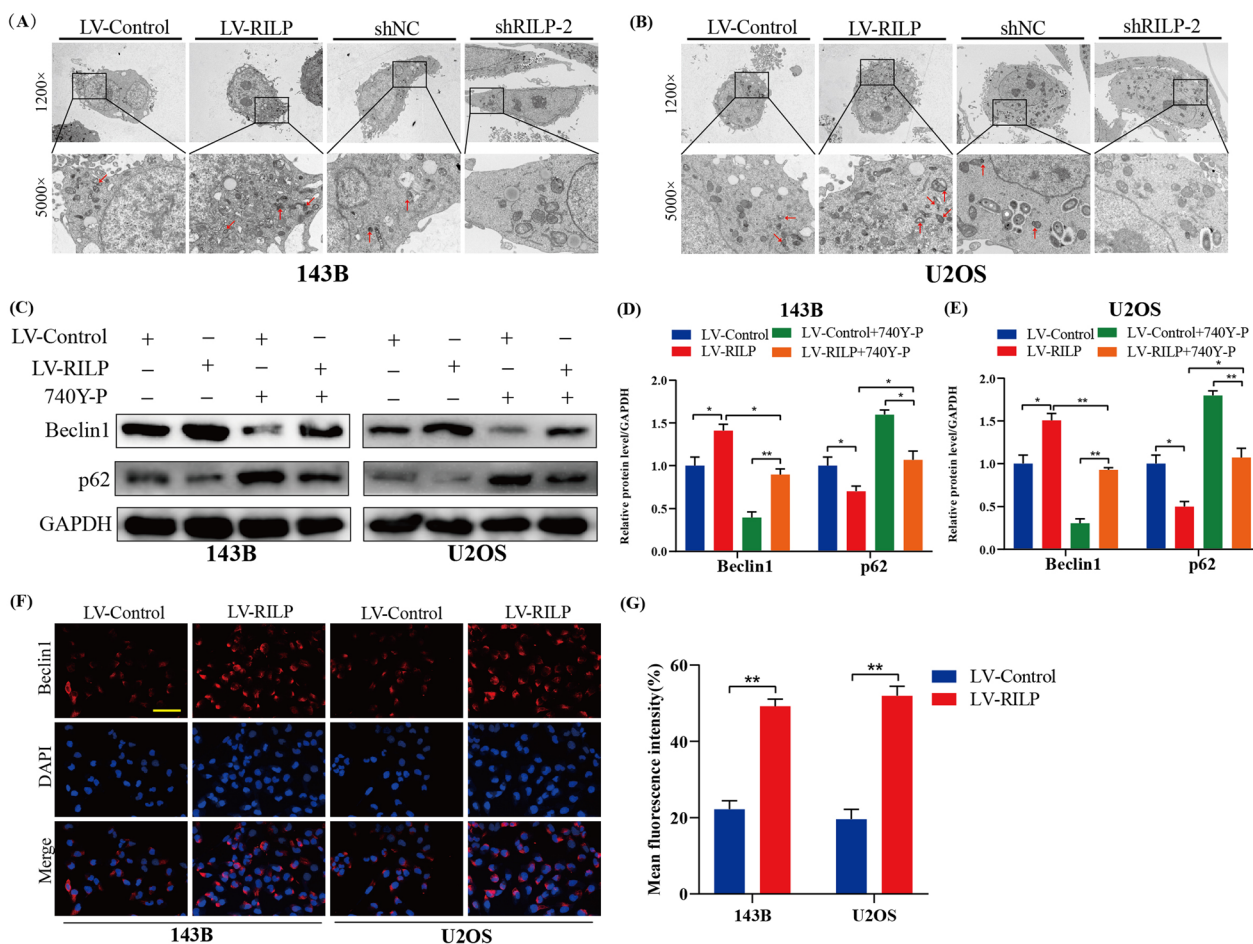 (A)
LV-Control LV-RILP shNC shRILP-2
1200×
5000×
143B
(B)
LV-Control LV-RILP shNC shRILP-2
1200×
5000×
U2OS
(C)
LV-Control + − + − + − + −
LV-RILP − + − + − + − +
740Y-P − − + + − − + +
Beclin1
p62
GAPDH
143B U2OS
(D)
143B
LV-Control LV-Control+740Y-P
LV-RILP LV-RILP+740Y-P
Relative protein level/GAPDH
2.0
1.5
1.0
0.5
0.0
* * ** * * *
Beclin1 p62
(E)
U2OS
LV-Control LV-Control+740Y-P
LV-RILP LV-RILP+740Y-P
Relative protein level/GAPDH
2.0
1.5
1.0
0.5
0.0
* ** ** * * **
Beclin1 p62
(F)
LV-Control LV-RILP LV-Control LV-RILP
Beclin1
DAPI
Merge
143B U2OS
(G)
Mean fluorescence intensity(%)
60
40
20
0
** **
LV-Control
LV-RILP
143B U2OS